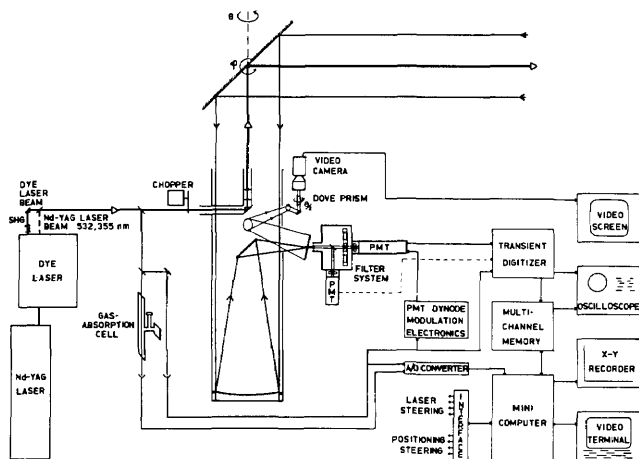 θ
φ
VIDEO
CAMERA
DOVE PRISM
θ/2
CHOPPER
DYE
LASER
BEAM
SHG
Nd-YAG LASER
BEAM 532,355 nm
DYE
LASER
Nd-YAG
LASER
GAS-
ABSORPTION
CELL
PMT
FILTER
SYSTEM
PMT
PMT DYNODE
MODULATION
ELECTRONICS
A/D CONVERTER
LASER
STEERING
POSITIONING
STEERING
INTERFACE
TRANSIENT
DIGITIZER
MULTI-
CHANNEL
MEMORY
MINI
COMPUTER
VIDEO
SCREEN
OSCILLOSCOPE
X-Y
RECORDER
VIDEO
TERMINAL